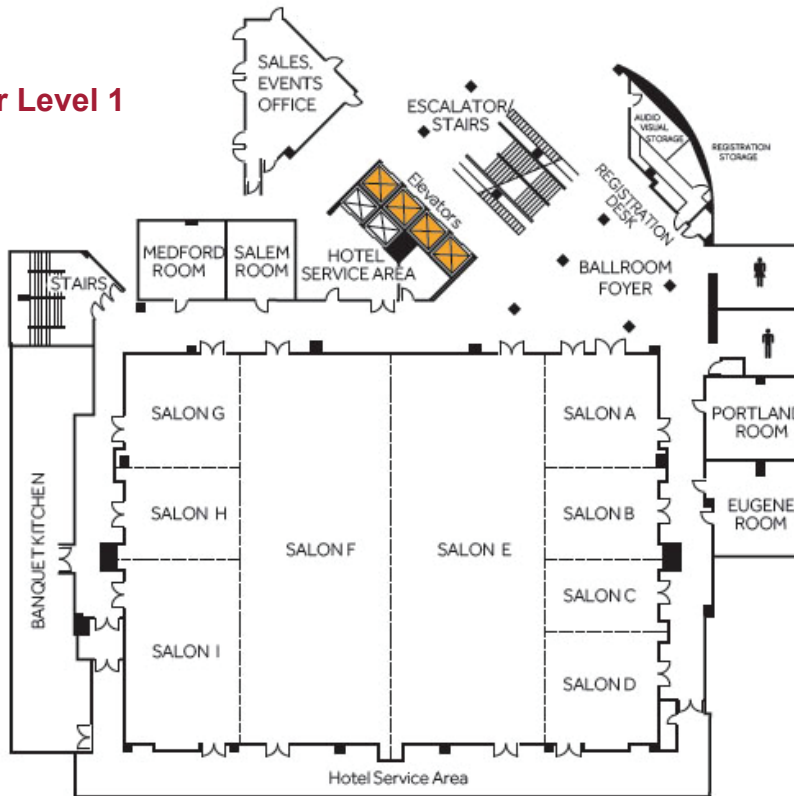 r Level 1
SALES,
EVENTS
OFFICE
ESCALATOR/
STAIRS
AUDIO
VISUAL
STORAGE
REGISTRATION
STORAGE
Elevators
REGISTRATION
DESK
MEDFORD
ROOM
SALEM
ROOM
HOTEL
SERVICE AREA
BALLROOM
FOYER
STAIRS
SALON G
SALON A
PORTLAND
ROOM
SALON H
SALON B
EUGENE
ROOM
BANQUET KITCHEN
SALON F
SALON E
SALON C
SALON I
SALON D
Hotel Service Area